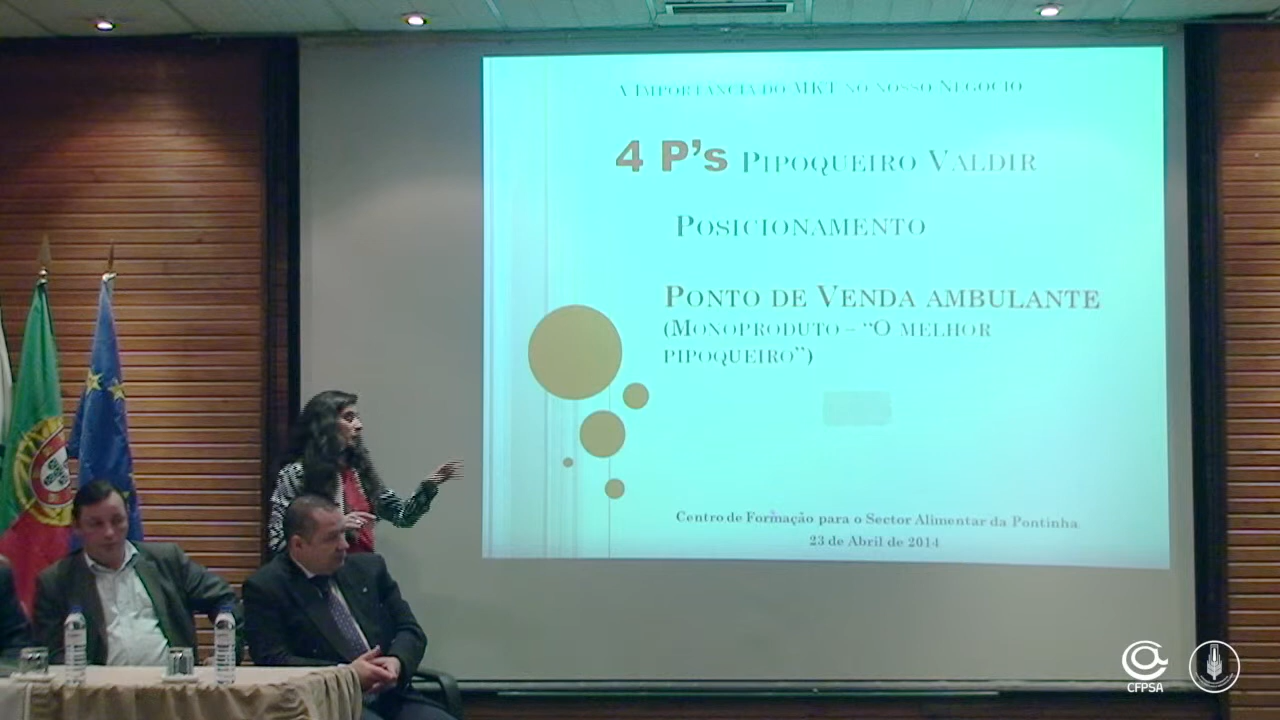 A IMPORTÂNCIA DO MKT NO NOSSO NEGÓCIO
4 P's PIPOQUEIRO VALDIR
POSICIONAMENTO
PONTO DE VENDA AMBULANTE
(MONOPRODUTO – “O MELHOR
PIPOQUEIRO”)
Centro de Formação para o Sector Alimentar da Pontinha
23 de Abril de 2014
CFPSA